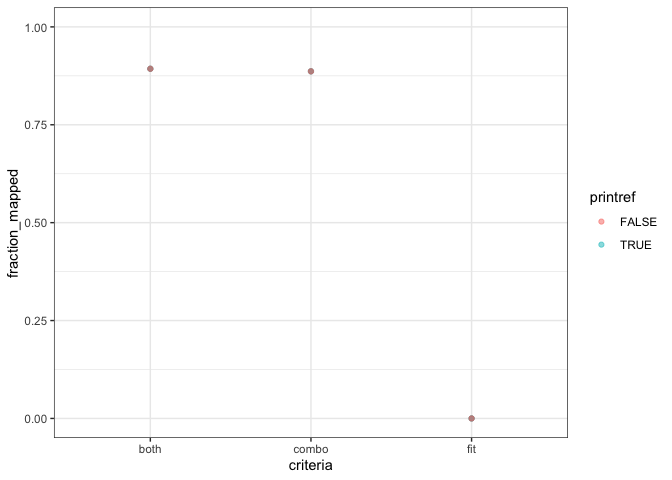 1.00
0.75
0.50
0.25
0.00
fraction_mapped
both combo fit
criteria
printref
FALSE
TRUE